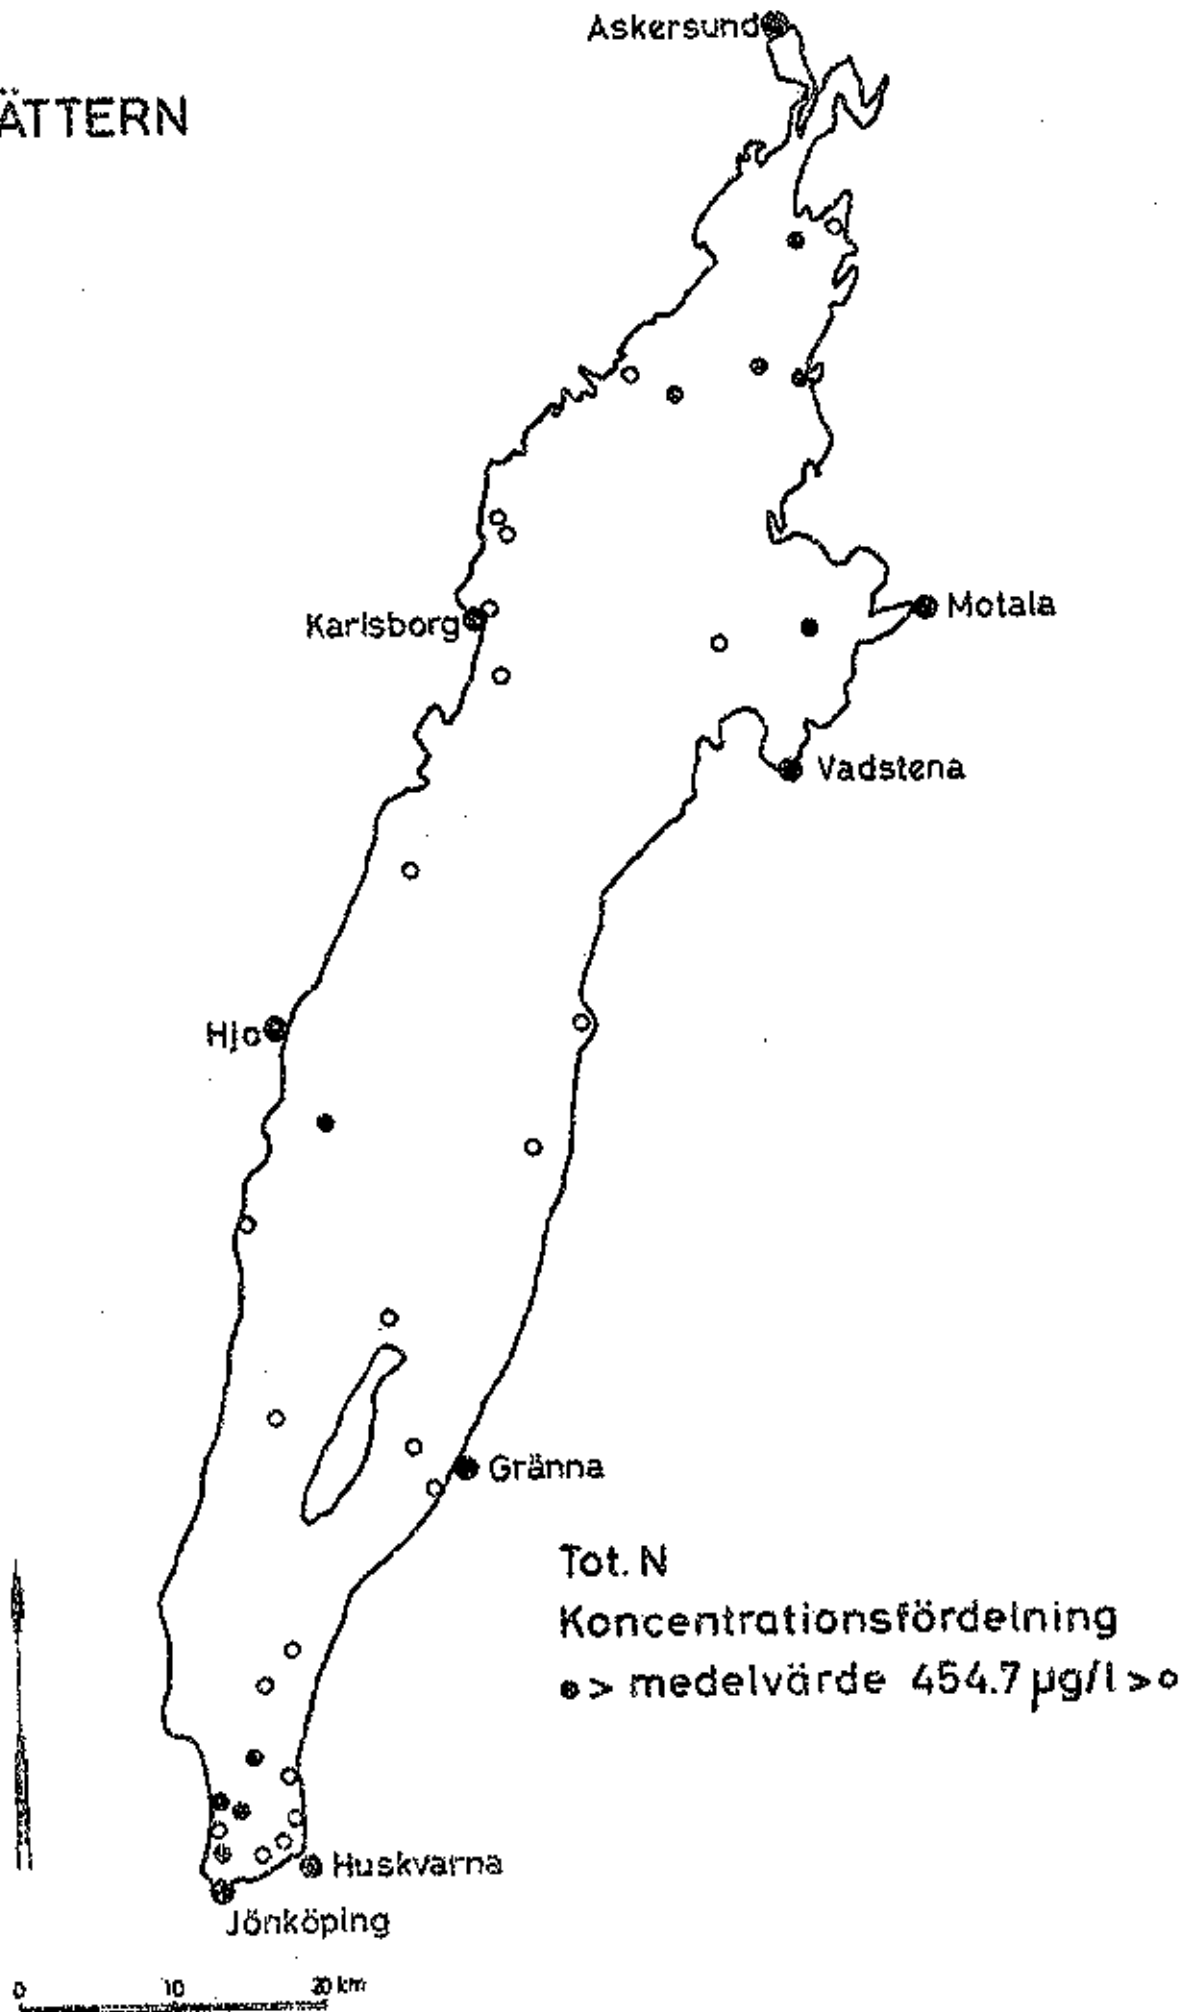 Askersund
ÄTTERN
Motala
Karlsborg
Vadstena
Hjo
Gränna
Tot. N
Koncentrationsfördelning
●> medelvärde 454.7 µg/l >o
Huskvarna
Jönköping
0 10 20 km